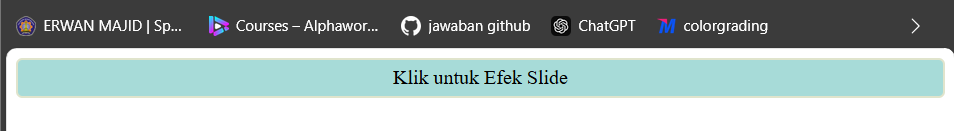 ERWAN MAJID | Sp... Courses – Alphawor... jawaban github ChatGPT colorgrading
Klik untuk Efek Slide